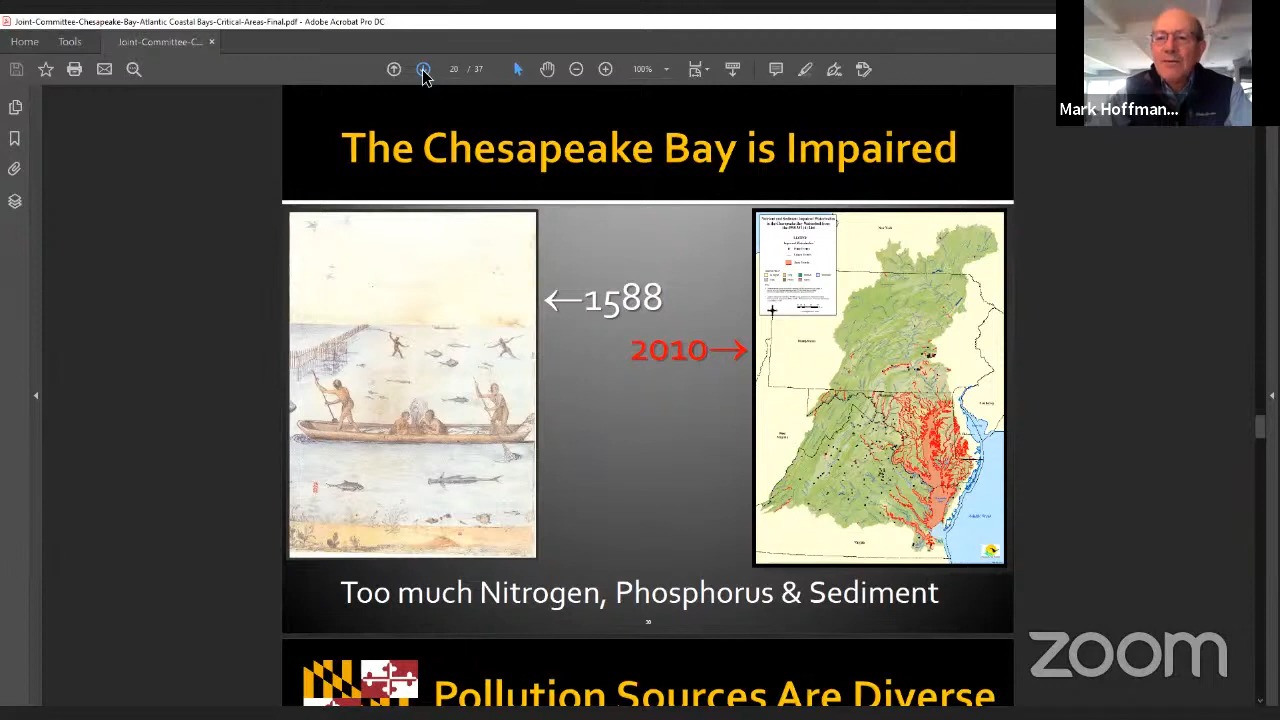 Joint-Committee-Chesapeake-Bay-Atlantic Coastal-Bays-Critical-Areas-Final.pdf - Adobe Acrobat Pro DC
Home Tools Joint-Committee-C... ×
20 / 37 100%
Mark Hoffman...
The Chesapeake Bay is Impaired
←1588
2010→
Too much Nitrogen, Phosphorus & Sediment
Pollution Sources Are Diverse
zoom